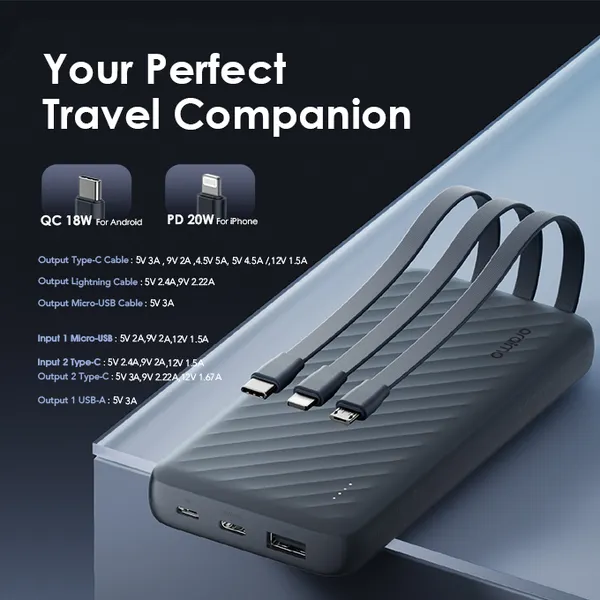 Your Perfect
Travel Companion
QC 18W For Android
PD 20W For iPhone
Output Type-C Cable : 5V 3A , 9V 2A ,4.5V 5A, 5V 4.5A /,12V 1.5A
Output Lightning Cable : 5V 2.4A,9V 2.22A
Output Micro-USB Cable : 5V 3A
Input 1 Micro-USB : 5V 2A,9V 2A,12V 1.5A
Input 2 Type-C : 5V 2.4A,9V 2A,12V 1.5A
Output 2 Type-C : 5V 3A,9V 2.22A,12V 1.67A
Output 1 USB-A : 5V 3A
oraimo